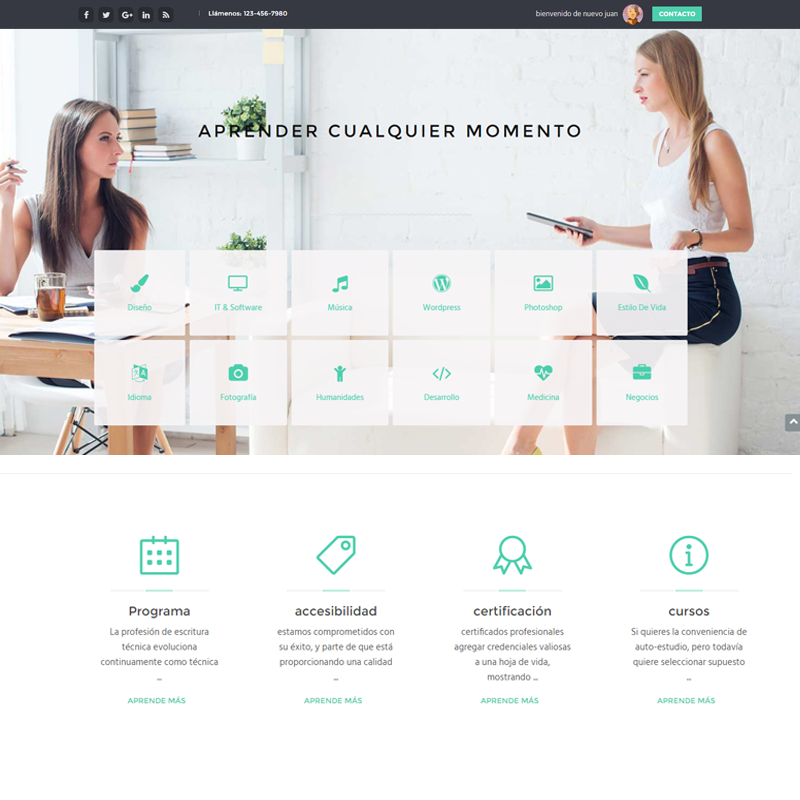 Llámenos: 123-456-7980
bienvenido de nuevo juan
CONTACTO
APRENDER CUALQUIER MOMENTO
Diseño
IT & Software
Música
Wordpress
Photoshop
Estilo De Vida
Idioma
Fotografía
Humanidades
Desarrollo
Medicina
Negocios
Programa
La profesión de escritura
técnica evoluciona
continuamente como técnica
...
APRENDE MÁS
accesibilidad
estamos comprometidos con
su éxito, y parte de que está
proporcionando una calidad
...
APRENDE MÁS
certificación
certificados profesionales
agregar credenciales valiosas
a una hoja de vida,
mostrando ...
APRENDE MÁS
cursos
Si quieres la conveniencia de
auto-estudio, pero todavía
quiere seleccionar supuesto
...
APRENDE MÁS